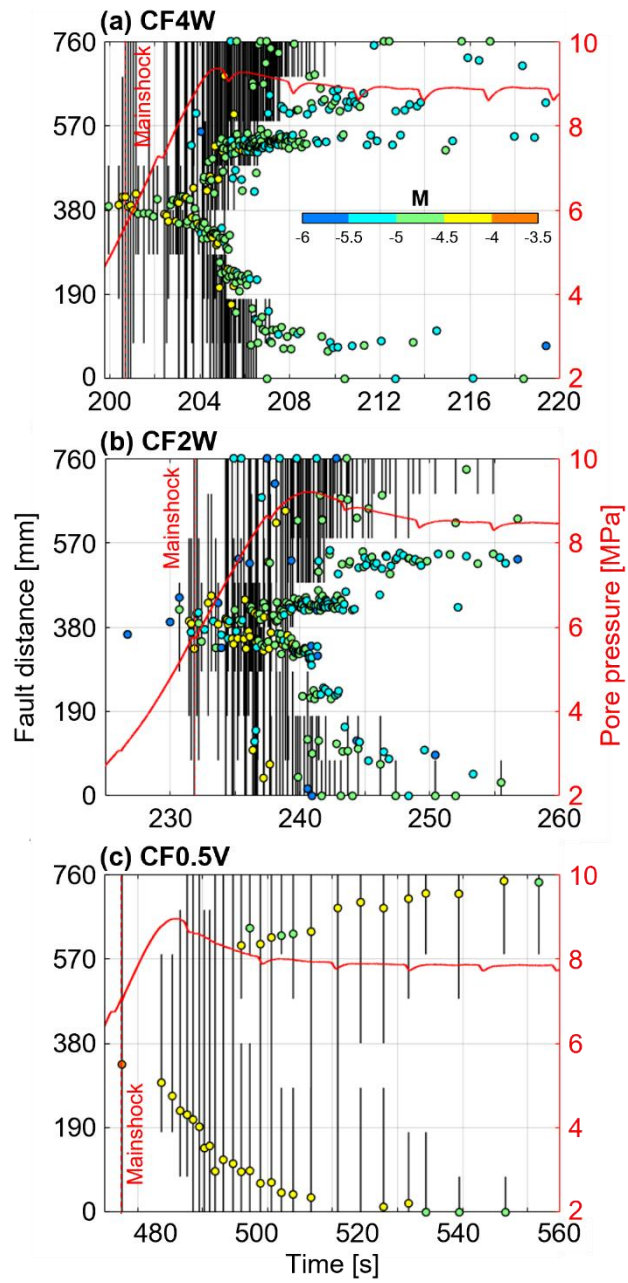 (a) CF4W
760
570
380
190
0
Mainshock
M
-6 -5.5 -5 -4.5 -4 -3.5
10
8
6
4
2
200 204 208 212 216 220
(b) CF2W
760
570
380
190
0
Mainshock
10
8
6
4
2
230 240 250 260
Fault distance [mm]
Pore pressure [MPa]
(c) CF0.5V
760
570
380
190
0
Mainshock
10
8
6
4
2
480 500 520 540 560
Time [s]